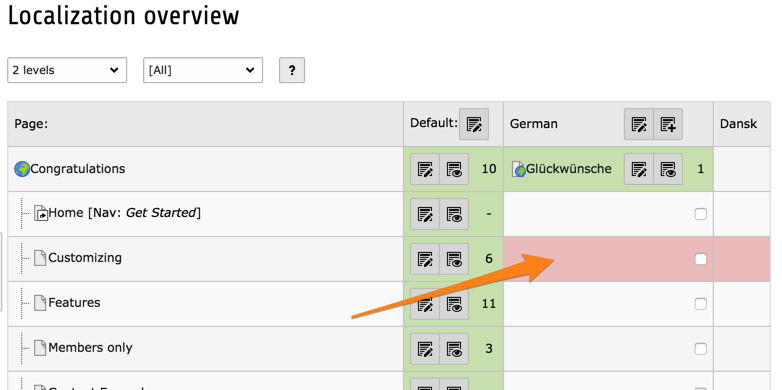 Localization overview
2 levels [All] ?
Page: Default: German Dansk
Congratulations 10 Glückwünsche 1
Home [Nav: Get Started] -
Customizing 6
Features 11
Members only 3